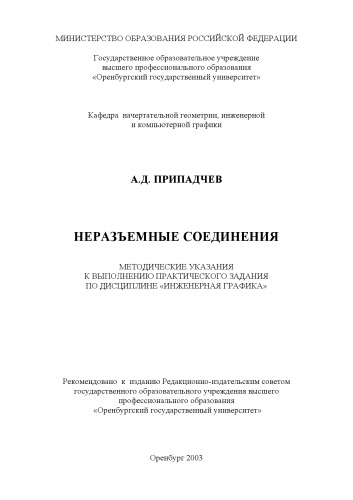 МИНИСТЕРСТВО ОБРАЗОВАНИЯ РОССИЙСКОЙ ФЕДЕРАЦИИ
Государственное образовательное учреждение
высшего профессионального образования
«Оренбургский государственный университет»
Кафедра начертательной геометрии, инженерной
и компьютерной графики
А.Д. ПРИПАДЧЕВ
НЕРАЗЪЕМНЫЕ СОЕДИНЕНИЯ
МЕТОДИЧЕСКИЕ УКАЗАНИЯ
К ВЫПОЛНЕНИЮ ПРАКТИЧЕСКОГО ЗАДАНИЯ
ПО ДИСЦИПЛИНЕ «ИНЖЕНЕРНАЯ ГРАФИКА»
Рекомендовано к изданию Редакционно-издательским советом
государственного образовательного учреждения высшего
профессионального образования
«Оренбургский государственный университет»
Оренбург 2003